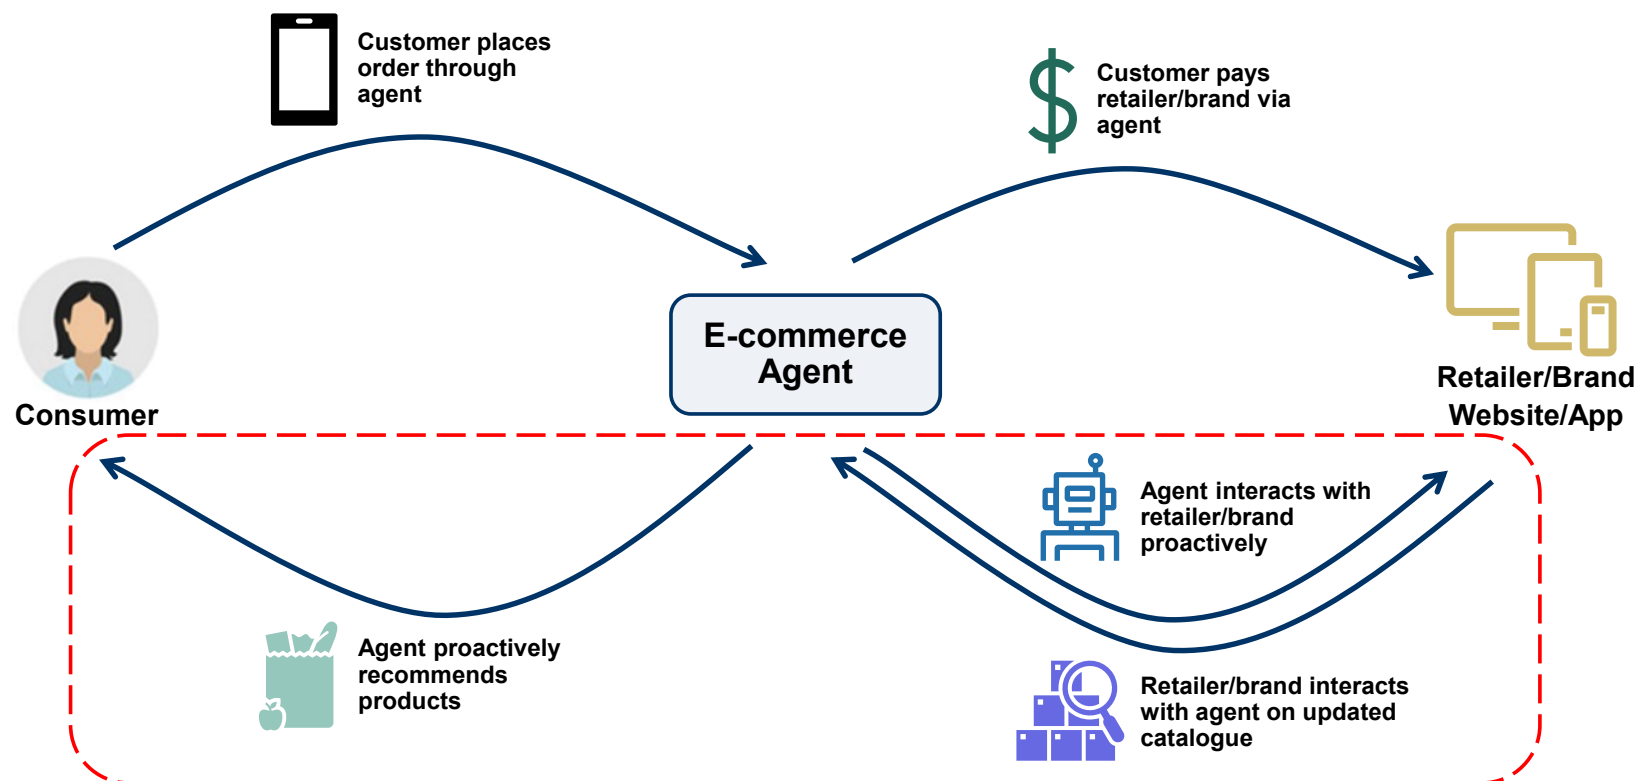 Customer places
order through
agent
Customer pays
retailer/brand via
agent
E-commerce
Agent
Consumer
Retailer/Brand
Website/App
Agent interacts with
retailer/brand
proactively
Agent proactively
recommends
products
Retailer/brand interacts
with agent on updated
catalogue